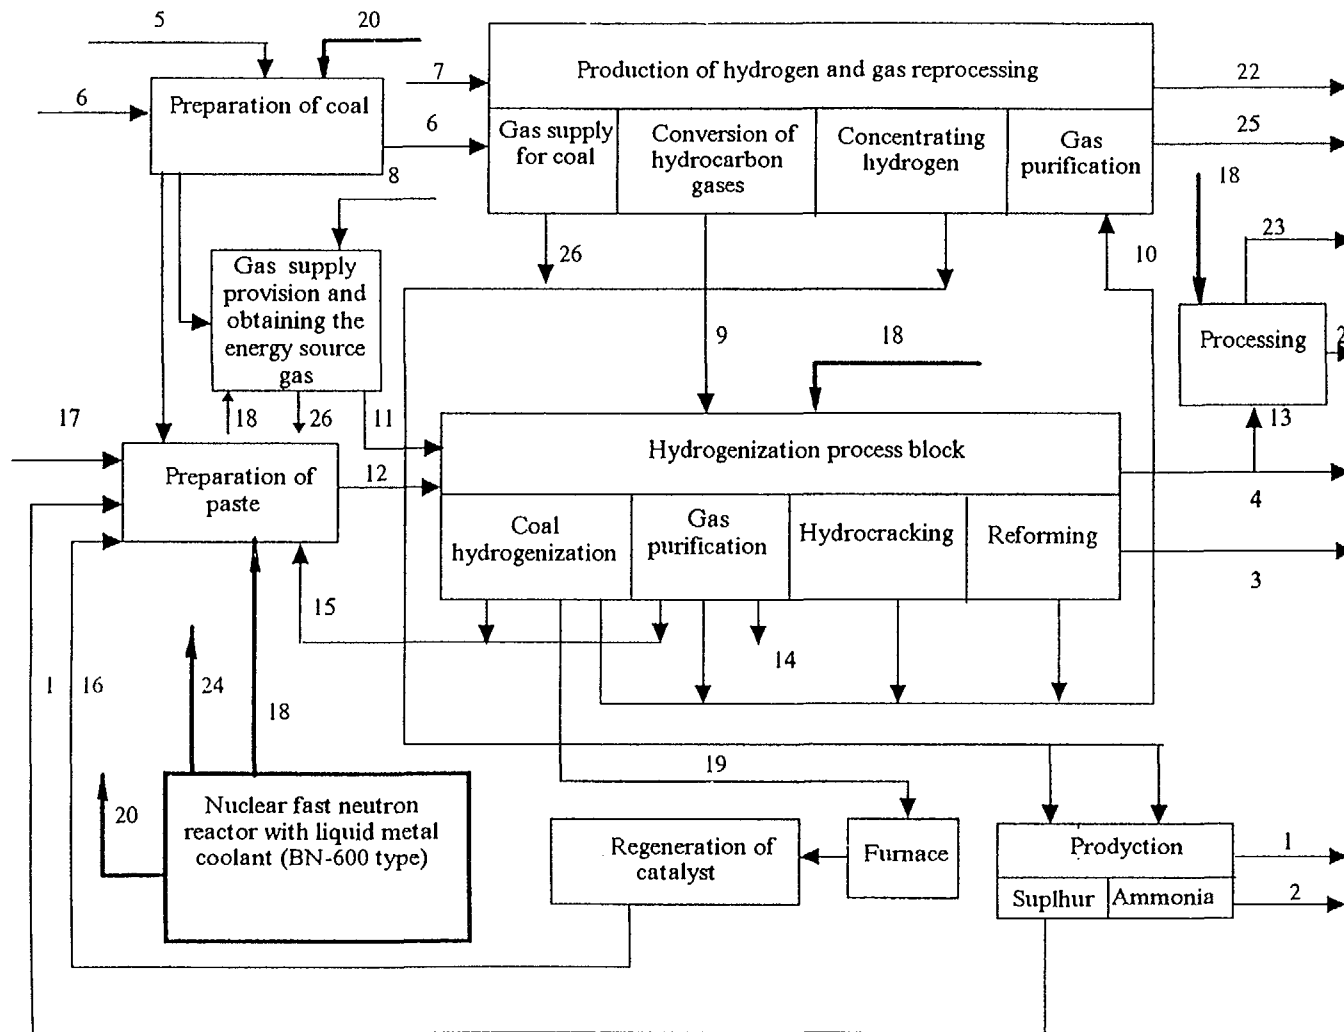 5
20
6
Preparation of coal
7
Production of hydrogen and gas reprocessing
22
6
Gas supply
for coal
Conversion of
hydrocarbon
gases
Concentrating
hydrogen
Gas
purification
25
8
18
Gas supply
provision and
obtaining the
energy source
gas
26
10
23
9
18
Processing
2
17
18
26
11
13
Preparation of
paste
12
Hydrogenization process block
4
Coal
hydrogenization
Gas
purification
Hydrocracking
Reforming
3
15
14
1
16
24
18
19
20
Nuclear fast neutron
reactor with liquid metal
coolant (BN-600 type)
Regeneration of
catalyst
Furnace
Prodyction
1
Suplhur
Ammonia
2